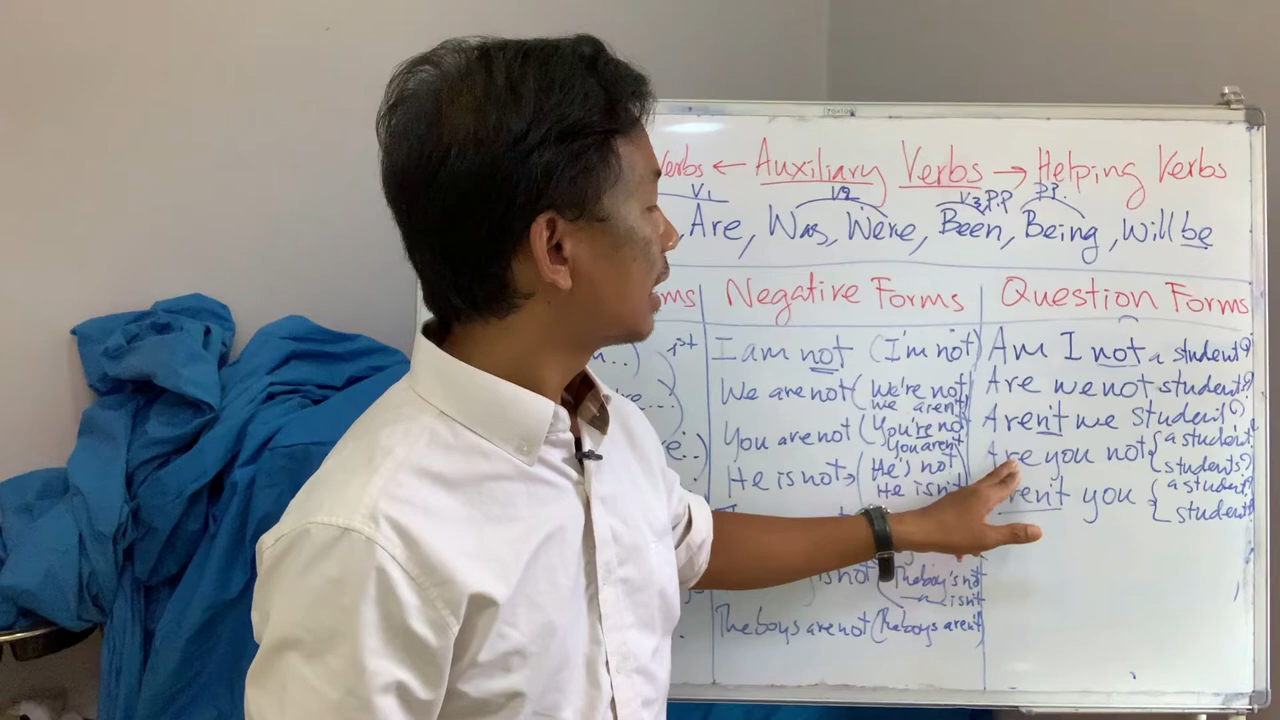 Verbs ← Auxiliary Verbs → Helping Verbs
V1 V2 V3 P.P P.P.
, Are, Was, Were, Been, Being, Will be
ms Negative Forms Question Forms
1st I am not (I'm not) Am I not a student?
We are not (We're not Are we not students?
we aren't
Aren't we students?
You are not (You're not
You aren't
Are you not { a student
students?
He is not → (He's not
He isn't
aren't you { a student?
students
is not The boy's not
isn't
The boys are not (The boys aren't)